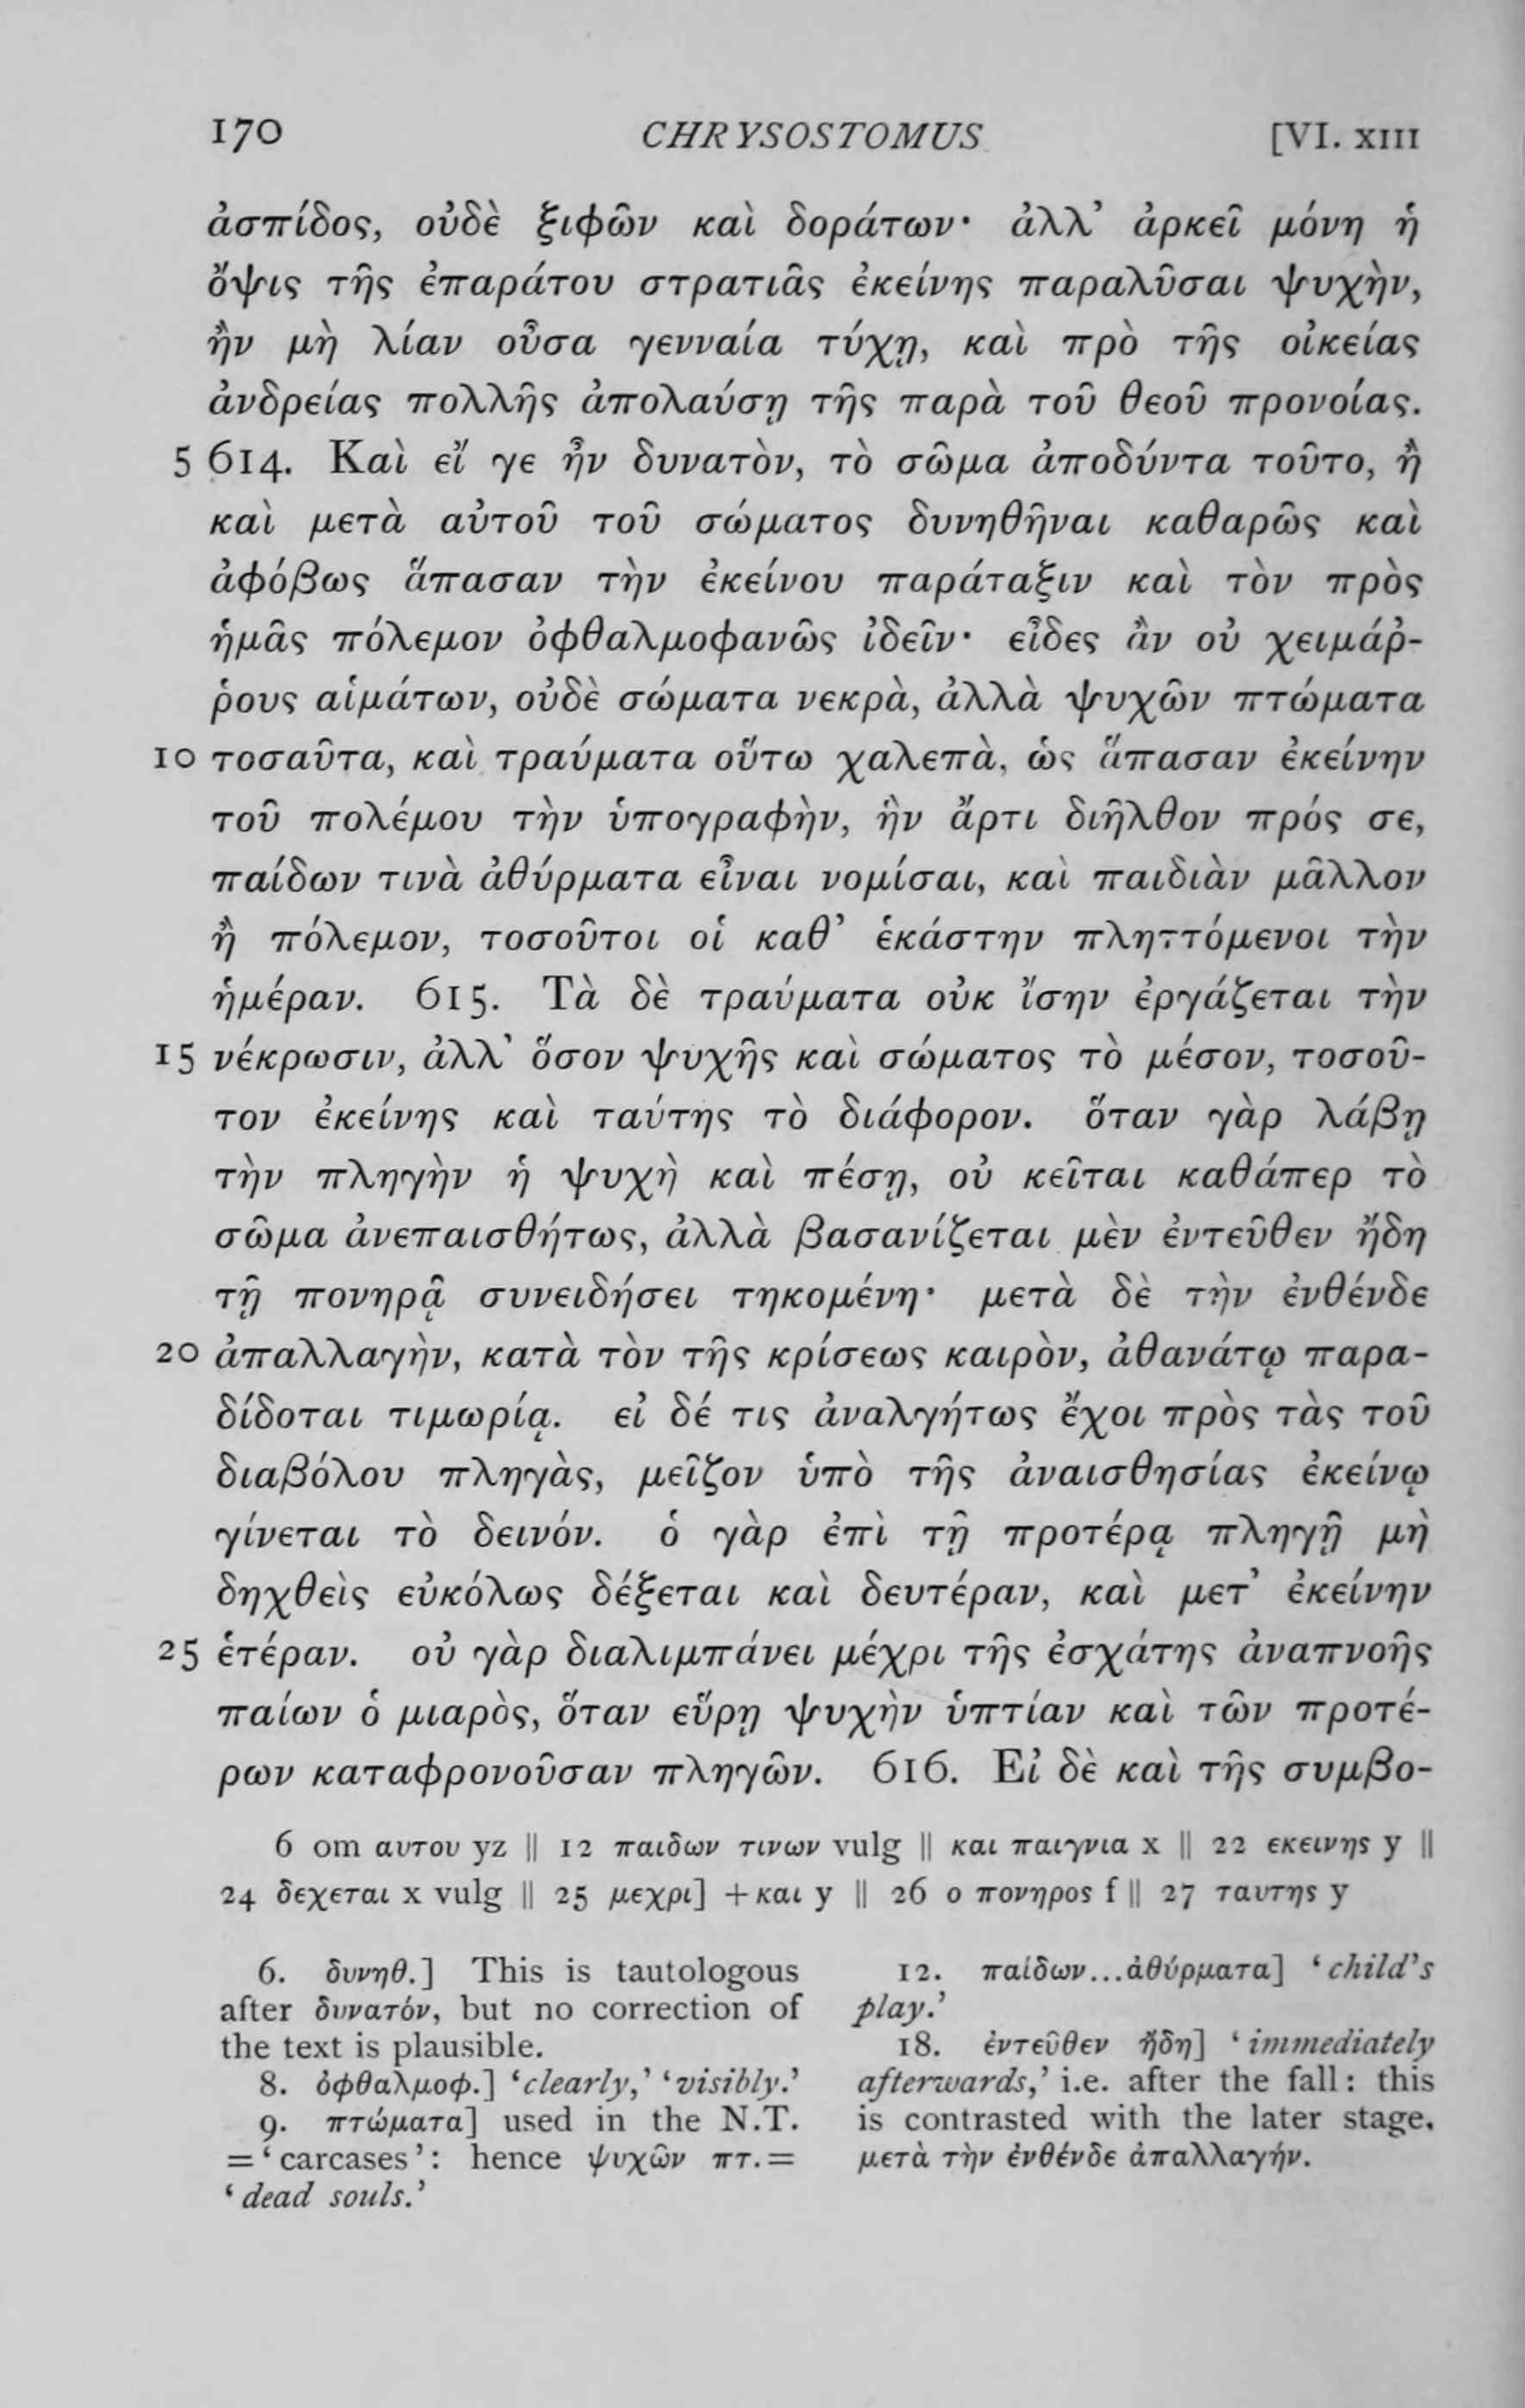 170 CHRYSOSTOMUS [VI. XIII
ἀσπίδος, οὐδὲ ξιφῶν καὶ δοράτων· ἀλλ’ ἀρκεῖ μόνη ἡ
ὄψις τῆς ἐπαράτου στρατιᾶς ἐκείνης παραλῦσαι ψυχὴν,
ἢν μὴ λίαν οὖσα γενναία τύχῃ, καὶ πρὸ τῆς οἰκείας
ἀνδρείας πολλῆς ἀπολαύσῃ τῆς παρὰ τοῦ θεοῦ προνοίας.
5 614. Καὶ εἴ γε ἦν δυνατὸν, τὸ σῶμα ἀποδύντα τοῦτο, ἢ
καὶ μετὰ αὐτοῦ τοῦ σώματος δυνηθῆναι καθαρῶς καὶ
ἀφόβως ἅπασαν τὴν ἐκείνου παράταξιν καὶ τὸν πρὸς
ἡμᾶς πόλεμον ὀφθαλμοφανῶς ἰδεῖν· εἶδες ἂν οὐ χειμάῤ-
ῥους αἱμάτων, οὐδὲ σώματα νεκρὰ, ἀλλὰ ψυχῶν πτώματα
10 τοσαῦτα, καὶ τραύματα οὕτω χαλεπὰ, ὡς ἅπασαν ἐκείνην
τοῦ πολέμου τὴν ὑπογραφὴν, ἣν ἄρτι διῆλθον πρός σε,
παίδων τινὰ ἀθύρματα εἶναι νομίσαι, καὶ παιδιὰν μᾶλλον
ἢ πόλεμον, τοσοῦτοι οἱ καθ’ ἑκάστην πληττόμενοι τὴν
ἡμέραν. 615. Τὰ δὲ τραύματα οὐκ ἴσην ἐργάζεται τὴν
15 νέκρωσιν, ἀλλ’ ὅσον ψυχῆς καὶ σώματος τὸ μέσον, τοσοῦ-
τον ἐκείνης καὶ ταύτης τὸ διάφορον. ὅταν γὰρ λάβῃ
τὴν πληγὴν ἡ ψυχὴ καὶ πέσῃ, οὐ κεῖται καθάπερ τὸ
σῶμα ἀνεπαισθήτως, ἀλλὰ βασανίζεται μὲν ἐντεῦθεν ἤδη
τῇ πονηρᾷ συνειδήσει τηκομένη· μετὰ δὲ τὴν ἐνθένδε
20 ἀπαλλαγὴν, κατὰ τὸν τῆς κρίσεως καιρὸν, ἀθανάτῳ παρα-
δίδοται τιμωρίᾳ. εἰ δέ τις ἀναλγήτως ἔχοι πρὸς τὰς τοῦ
διαβόλου πληγὰς, μεῖζον ὑπὸ τῆς ἀναισθησίας ἐκείνῳ
γίνεται τὸ δεινόν. ὁ γὰρ ἐπὶ τῇ προτέρᾳ πληγῇ μὴ
δηχθεὶς εὐκόλως δέξεται καὶ δευτέραν, καὶ μετ’ ἐκείνην
25 ἑτέραν. οὐ γὰρ διαλιμπάνει μέχρι τῆς ἐσχάτης ἀναπνοῆς
παίων ὁ μιαρὸς, ὅταν εὕρῃ ψυχὴν ὑπτίαν καὶ τῶν προτέ-
ρων καταφρονοῦσαν πληγῶν. 616. Εἰ δὲ καὶ τῆς συμβο-
6 om αυτου yz || 12 παιδων τινων vulg || και παιγνια x || 22 εκεινης y ||
24 δεχεται x vulg || 25 μεχρι] +και y || 26 ο πονηρος f || 27 ταυτης y
6. δυνηθ.] This is tautologous
after δυνατόν, but no correction of
the text is plausible.
8. ὀφθαλμοφ.] ‘clearly,’ ‘visibly.’
9. πτώματα] used in the N.T.
=‘carcases’: hence ψυχῶν πτ.=
‘dead souls.’
12. παίδων...ἀθύρματα] ‘child’s
play.’
18. ἐντεῦθεν ἤδη] ‘immediately
afterwards,’ i.e. after the fall: this
is contrasted with the later stage,
μετὰ τὴν ἐνθένδε ἀπαλλαγήν.